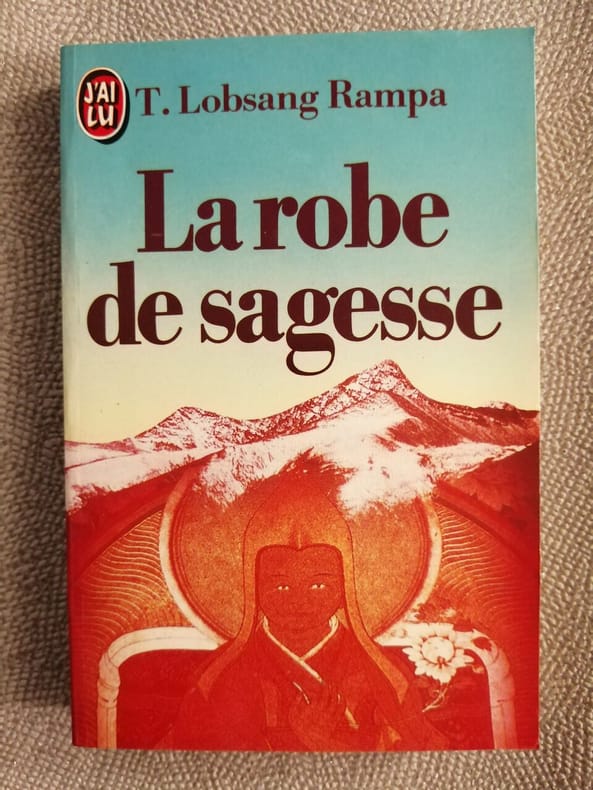 J'AI
LU
T. Lobsang Rampa
La robe
de sagesse